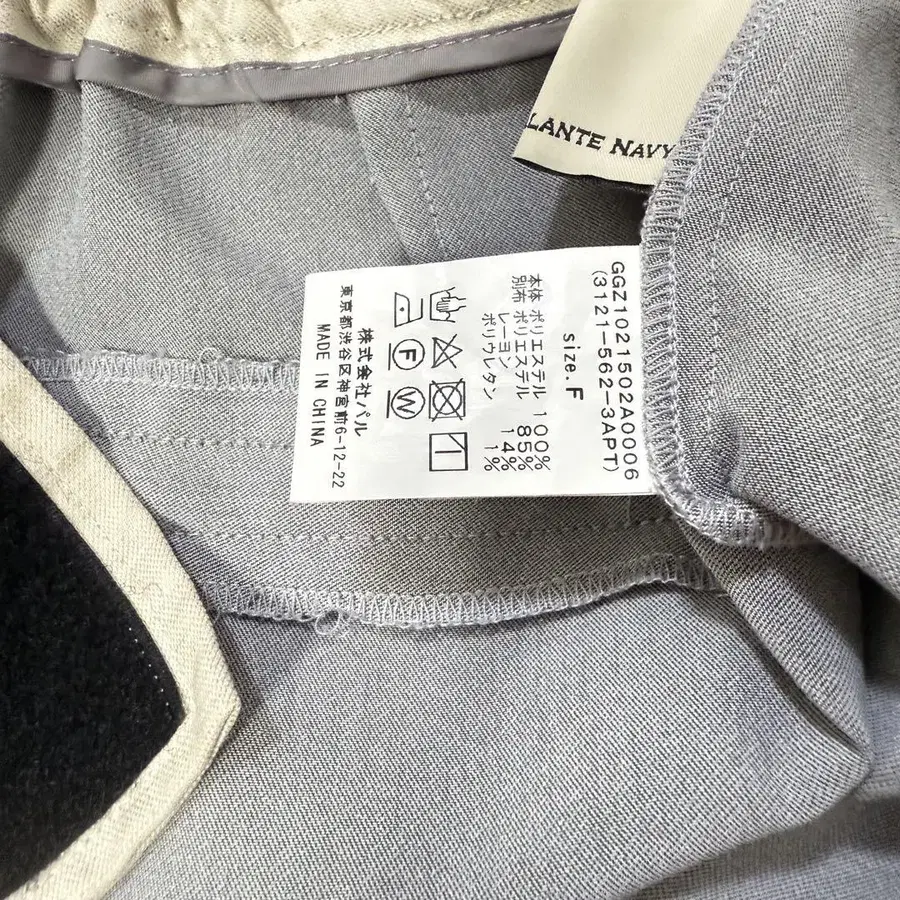 LANTE NAVY
GGZ1021502A0006
(3121-562-3APT)
size.F
本体 ポリエステル 100%
別布 ポリエステル 85%
レーヨン 14%
ポリウレタン 1%
F
W
株式会社パル
東京都渋谷区神宮前6-12-22
MADE IN CHINA